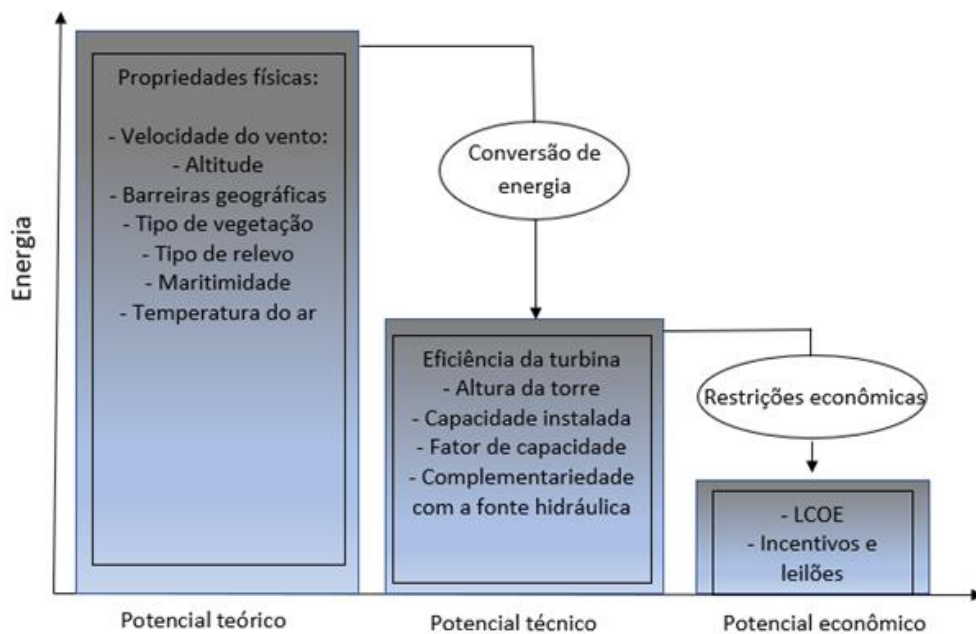 Energia
Propriedades físicas:
- Velocidade do vento:
- Altitude
- Barreiras geográficas
- Tipo de vegetação
- Tipo de relevo
- Maritimidade
- Temperatura do ar
Conversão de
energia
Eficiência da turbina
- Altura da torre
- Capacidade instalada
- Fator de capacidade
- Complementariedade
com a fonte hidráulica
Restrições econômicas
- LCOE
- Incentivos e
leilões
Potencial teórico
Potencial técnico
Potencial econômico